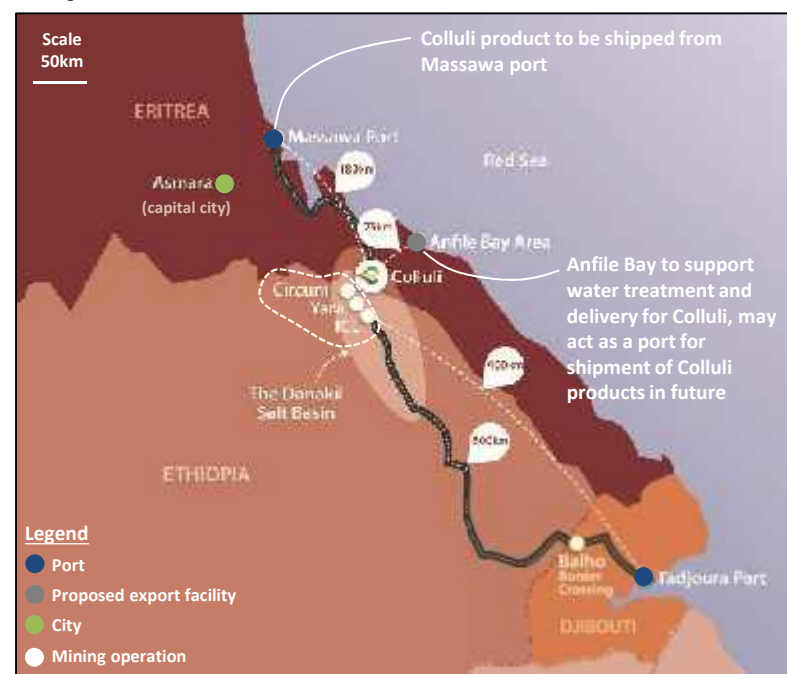 Scale
50km
Colluli product to be shipped from
Massawa port
ERITREA
Massawa Port
Red Sea
180km
Asmara
(capital city)
75km
Anfile Bay Area
Colluli
Circum
Yara
ICL
Anfile Bay to support
water treatment and
delivery for Colluli, may
act as a port for
shipment of Colluli
products in future
The Danakil
Salt Basin
ETHIOPIA
Balho
Border
Crossing
Tadjoura Port
DJIBOUTI
Legend
Port
Proposed export facility
City
Mining operation